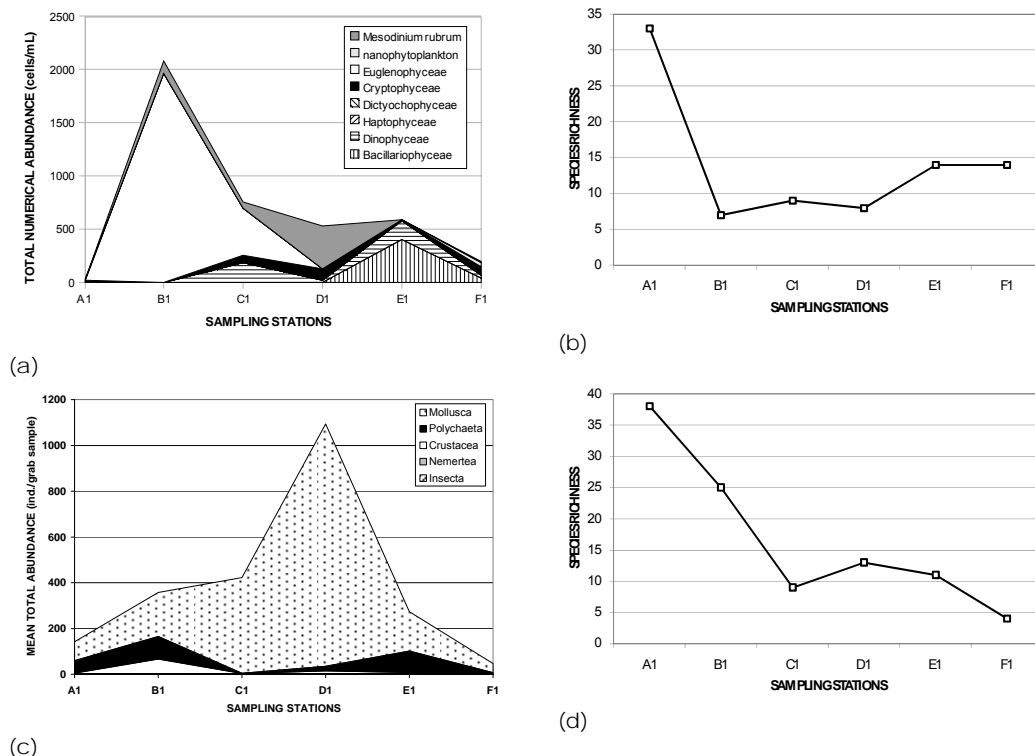 2500
2000
1500
1000
500
0
TOTAL NUMERICAL ABUNDANCE (cells/mL)
Mesodinium rubrum
nanophytoplankton
Euglenophyceae
Cryptophyceae
Dictyochophyceae
Haptophyceae
Dinophyceae
Bacillariophyceae
A1 B1 C1 D1 E1 F1
SAMPLING STATIONS
(a)
35
30
25
20
15
10
5
0
SPECIES RICHNESS
A1 B1 C1 D1 E1 F1
SAMPLING STATIONS
(b)
1200
1000
800
600
400
200
0
MEAN TOTAL ABUNDANCE (ind./grab sample)
Mollusca
Polychaeta
Crustacea
Nemertea
Insecta
A1 B1 C1 D1 E1 F1
SAMPLING STATIONS
(c)
40
35
30
25
20
15
10
5
0
SPECIES RICHNESS
A1 B1 C1 D1 E1 F1
SAMPLING STATIONS
(d)